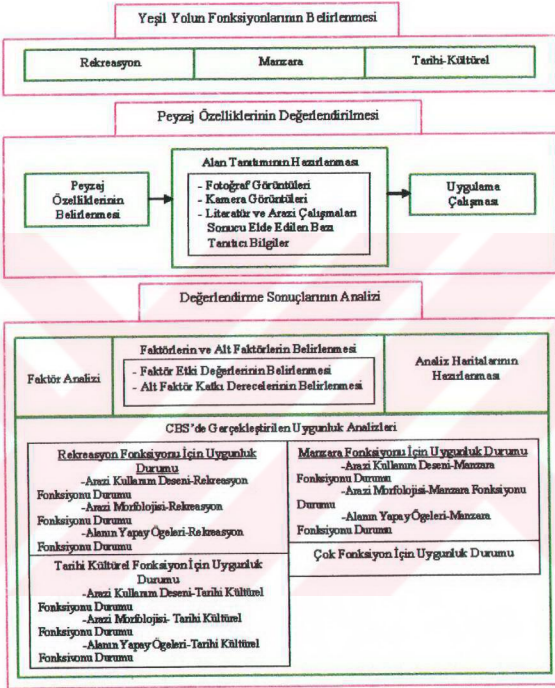 Yeşil Yolun Fonksiyonlarının Belirlenmesi
Rekreasyon
Manzara
Tarihi-Kültürel
Peyzaj Özelliklerinin Değerlendirilmesi
Peyzaj
Özelliklerinin
Belirlenmesi
Alan Tanıtımının Hazırlanması
- Fotoğraf Görüntüleri
- Kamera Görüntüleri
- Literatür ve Arazi Çalışmaları
Sonucu Elde Edilen Bazı
Tanıtıcı Bilgiler
Uygulama
Çalışması
Değerlendirme Sonuçlarının Analizi
Faktör Analizi
Faktörlerin ve Alt Faktörlerin Belirlenmesi
- Faktör Etki Değerlerinin Belirlenmesi
- Alt Faktör Katkı Derecelerinin Belirlenmesi
Analiz Haritalarının
Hazırlanması
CBS'de Gerçekleştirilen Uygunluk Analizleri
Rekreasyon Fonksiyonu İçin Uygunluk
Durumu
-Arazi Kullanım Deseni-Rekreasyon
Fonksiyonu Durumu
-Arazi Morfolojisi-Rekreasyon
Fonksiyonu Durumu
-Alanın Yapay Ögeleri-Rekreasyon
Fonksiyonu Durumu
Manzara Fonksiyonu İçin Uygunluk Durumu
-Arazi Kullanım Deseni-Manzara
Fonksiyonu Durumu
-Arazi Morfolojisi-Manzara Fonksiyonu
Durumu
-Alanın Yapay Ögeleri-Manzara
Fonksiyonu Durumu
Tarihi Kültürel Fonksiyon İçin Uygunluk
Durumu
-Arazi Kullanım Deseni-Tarihi Kültürel
Fonksiyonu Durumu
-Arazi Morfolojisi- Tarihi Kültürel
Fonksiyonu Durumu
-Alanın Yapay Ögeleri-Tarihi Kültürel
Fonksiyonu Durumu
Çok Fonksiyon İçin Uygunluk Durumu